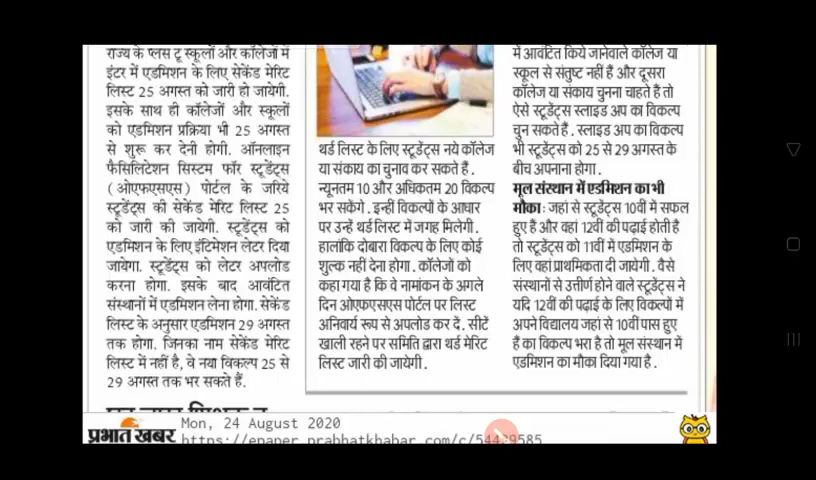 राज्य के प्लस टू स्कूलों और कॉलेजों में
इंटर में एडमिशन के लिए सेकेंड मेरिट
लिस्ट 25 अगस्त को जारी हो जायेगी.
इसके साथ ही कॉलेजों और स्कूलों
को एडमिशन प्रक्रिया भी 25 अगस्त
से शुरू कर देनी होगी. ऑनलाइन
फैसिलिटेशन सिस्टम फॉर स्टूडेंट्स
(ओएफएसएस) पोर्टल के जरिये
स्टूडेंट्स की सेकेंड मेरिट लिस्ट 25
को जारी की जायेगी. स्टूडेंट्स को
एडमिशन के लिए इंटिमेशन लेटर दिया
जायेगा. स्टूडेंट्स को लेटर अपलोड
करना होगा. इसके बाद आवंटित
संस्थानों में एडमिशन लेना होगा. सेकेंड
लिस्ट के अनुसार एडमिशन 29 अगस्त
तक होगा. जिनका नाम सेकेंड मेरिट
लिस्ट में नहीं है, वे नया विकल्प 25 से
29 अगस्त तक भर सकते हैं.
थर्ड लिस्ट के लिए स्टूडेंट्स नये कॉलेज
या संकाय का चुनाव कर सकते हैं.
न्यूनतम 10 और अधिकतम 20 विकल्प
भर सकेंगे. इन्हीं विकल्पों के आधार
पर उन्हें थर्ड लिस्ट में जगह मिलेगी.
हालांकि दोबारा विकल्प के लिए कोई
शुल्क नहीं देना होगा. कॉलेजों को
कहा गया है कि वे नामांकन के अगले
दिन ओएफएसएस पोर्टल पर लिस्ट
अनिवार्य रूप से अपलोड कर दें. सीटें
खाली रहने पर समिति द्वारा थर्ड मेरिट
लिस्ट जारी की जायेगी.
में आवंटित किये जानेवाले कॉलेज या
स्कूल से संतुष्ट नहीं हैं और दूसरा
कॉलेज या संकाय चुनना चाहते हैं तो
ऐसे स्टूडेंट्स स्लाइड अप का विकल्प
चुन सकते हैं. स्लाइड अप का विकल्प
भी स्टूडेंट्स को 25 से 29 अगस्त के
बीच अपनाना होगा.
मूल संस्थान में एडमिशन का भी
मौका: जहां से स्टूडेंट्स 10वीं में सफल
हुए हैं और वहां 12वीं की पढ़ाई होती है
तो स्टूडेंट्स को 11वीं में एडमिशन के
लिए वहां प्राथमिकता दी जायेगी. वैसे
संस्थानों से उत्तीर्ण होने वाले स्टूडेंट्स ने
यदि 12वीं की पढ़ाई के लिए विकल्पों में
अपने विद्यालय जहां से 10वीं पास हुए
हैं का विकल्प भरा है तो मूल संस्थान में
एडमिशन का मौका दिया गया है.
प्रभात खबर
Mon, 24 August 2020
https://epaper.prabhatkhabar.com/c/54429585